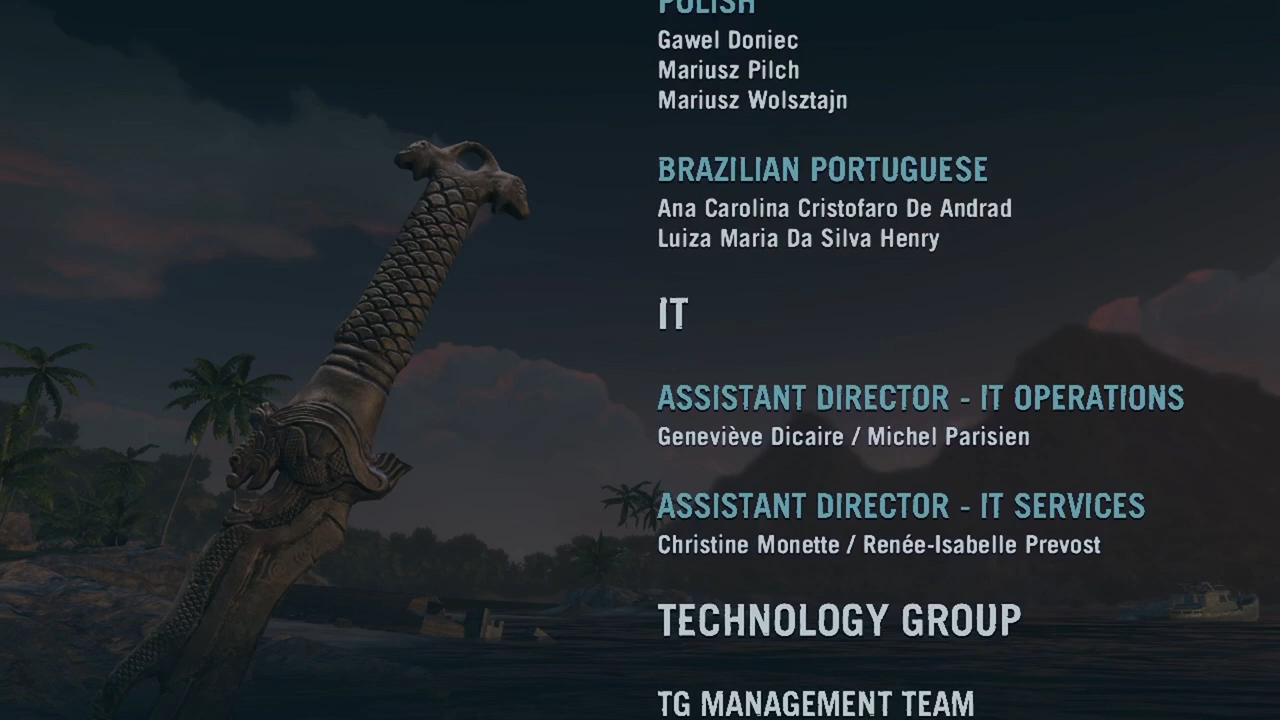 POLISH
Gawel Doniec
Mariusz Pilch
Mariusz Wolsztajn
BRAZILIAN PORTUGUESE
Ana Carolina Cristofaro De Andrad
Luiza Maria Da Silva Henry
IT
ASSISTANT DIRECTOR - IT OPERATIONS
Geneviève Dicaire / Michel Parisien
ASSISTANT DIRECTOR - IT SERVICES
Christine Monette / Renée-Isabelle Prevost
TECHNOLOGY GROUP
TG MANAGEMENT TEAM